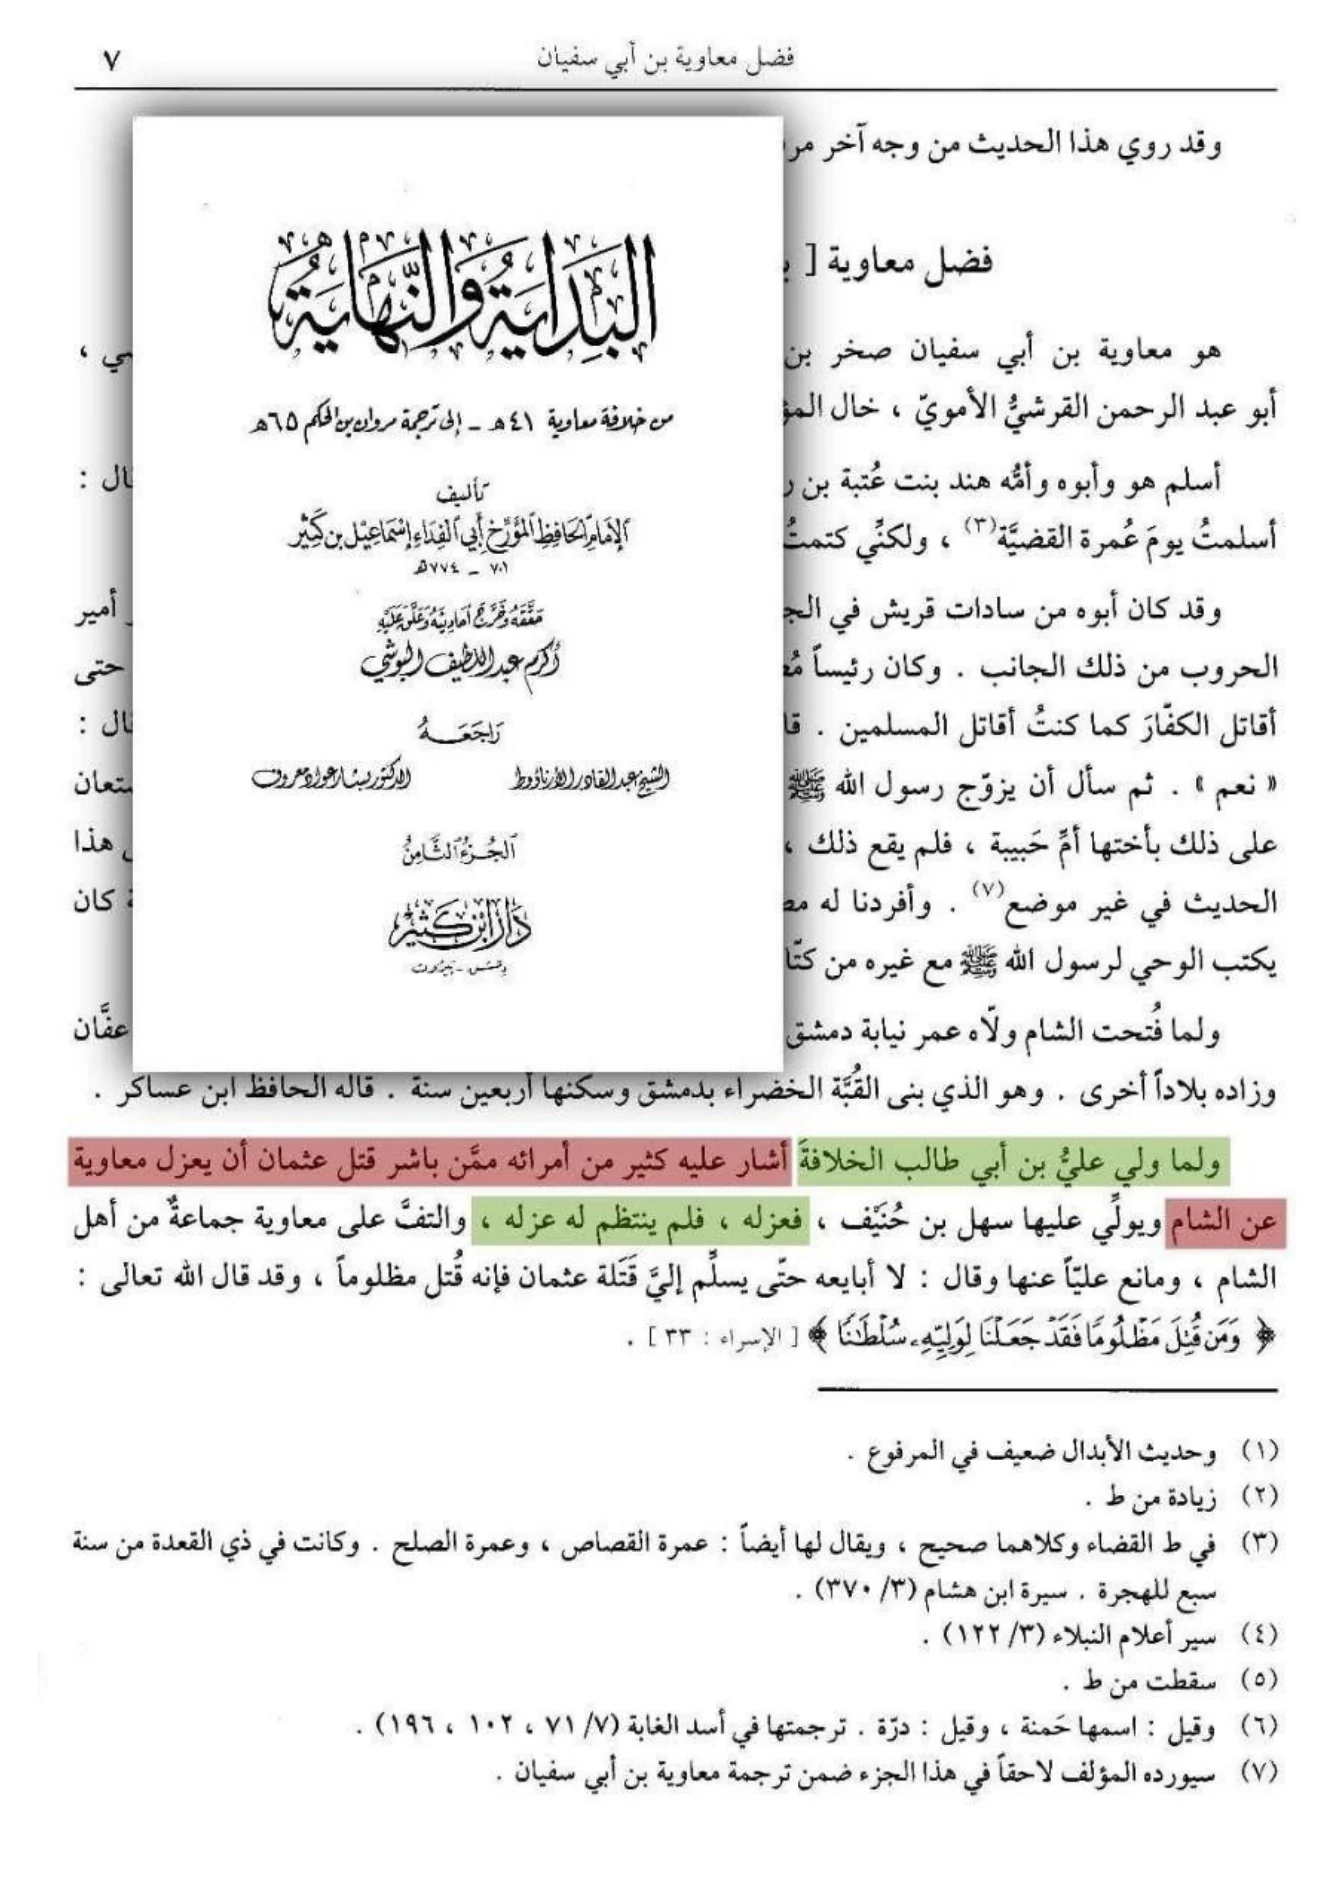 فضل معاوية بن أبي سفيان
٧
وقد روي هذا الحديث من وجه آخر
فضل معاوية [
هو معاوية بن أبي سفيان صخر بن
أبو عبد الرحمن القرشيُّ الأمويّ ، خال
أسلم هو وأبوه وأمُّه هند بنت عُتبة بن
أسلمتُ يومَ عُمرة القضيَّة(٣) ، ولكنِّي كتمتُ
وقد كان أبوه من سادات قريش في
أمير
الحروب من ذلك الجانب . وكان رئيساً
حتى
أقاتل الكفّارَ كما كنتُ أقاتل المسلمين .
« نعم » . ثم سأل أن يزوّج رسول الله ﷺ
على ذلك بأختها أمِّ حَبيبة ، فلم يقع ذلك ،
هذا
الحديث في غير موضع(٧) . وأفردنا له
كان
يكتب الوحي لرسول الله ﷺ مع غيره من
ولما فُتحت الشام ولّاه عمر نيابة دمشق
عفَّان
البداية والنهاية
من خلافة معاوية ٤١هـ - إلى ترجمة مروان بن الحكم ٦٥هـ
تأليف
الإمام الحافظ المؤرخ أبي الفداء إسماعيل بن كثير
٧٠١ - ٧٧٤هـ
حققه وخرج أحاديثه وعلق عليه
أكرم عبد اللطيف البوشي
راجعه
الشيخ عبد القادر الأرناؤوط
الدكتور بشار عواد معروف
الجزء الثامن
دار ابن كثير
دمشق - بيروت
وزاده بلاداً أخرى . وهو الذي بنى القُبَّة الخضراء بدمشق وسكنها أربعين سنة . قاله الحافظ ابن عساكر .
ولما ولي عليُّ بن أبي طالب الخلافةَ أشار عليه كثير من أمرائه ممَّن باشر قتل عثمان أن يعزل معاوية
عن الشام ويولِّي عليها سهل بن حُنَيْف ، فعزله ، فلم ينتظم له عزله ، والتفَّ على معاوية جماعةٌ من أهل
الشام ، ومانع عليّاً عنها وقال : لا أبايعه حتّى يسلِّم إليَّ قَتَلة عثمان فإنه قُتل مظلوماً ، وقد قال الله تعالى :
﴿ وَمَن قُتِلَ مَظْلُومًا فَقَدْ جَعَلْنَا لِوَلِيِّهِۦ سُلْطَٰنًا ﴾ [ الإسراء : ٣٣ ] .
(١) وحديث الأبدال ضعيف في المرفوع .
(٢) زيادة من ط .
(٣) في ط القضاء وكلاهما صحيح ، ويقال لها أيضاً : عمرة القصاص ، وعمرة الصلح . وكانت في ذي القعدة من سنة
سبع للهجرة . سيرة ابن هشام (٣/ ٣٧٠) .
(٤) سير أعلام النبلاء (٣/ ١٢٢) .
(٥) سقطت من ط .
(٦) وقيل : اسمها حَمنة ، وقيل : درّة . ترجمتها في أسد الغابة (٧/ ٧١ ، ١٠٢ ، ١٩٦) .
(٧) سيورده المؤلف لاحقاً في هذا الجزء ضمن ترجمة معاوية بن أبي سفيان .